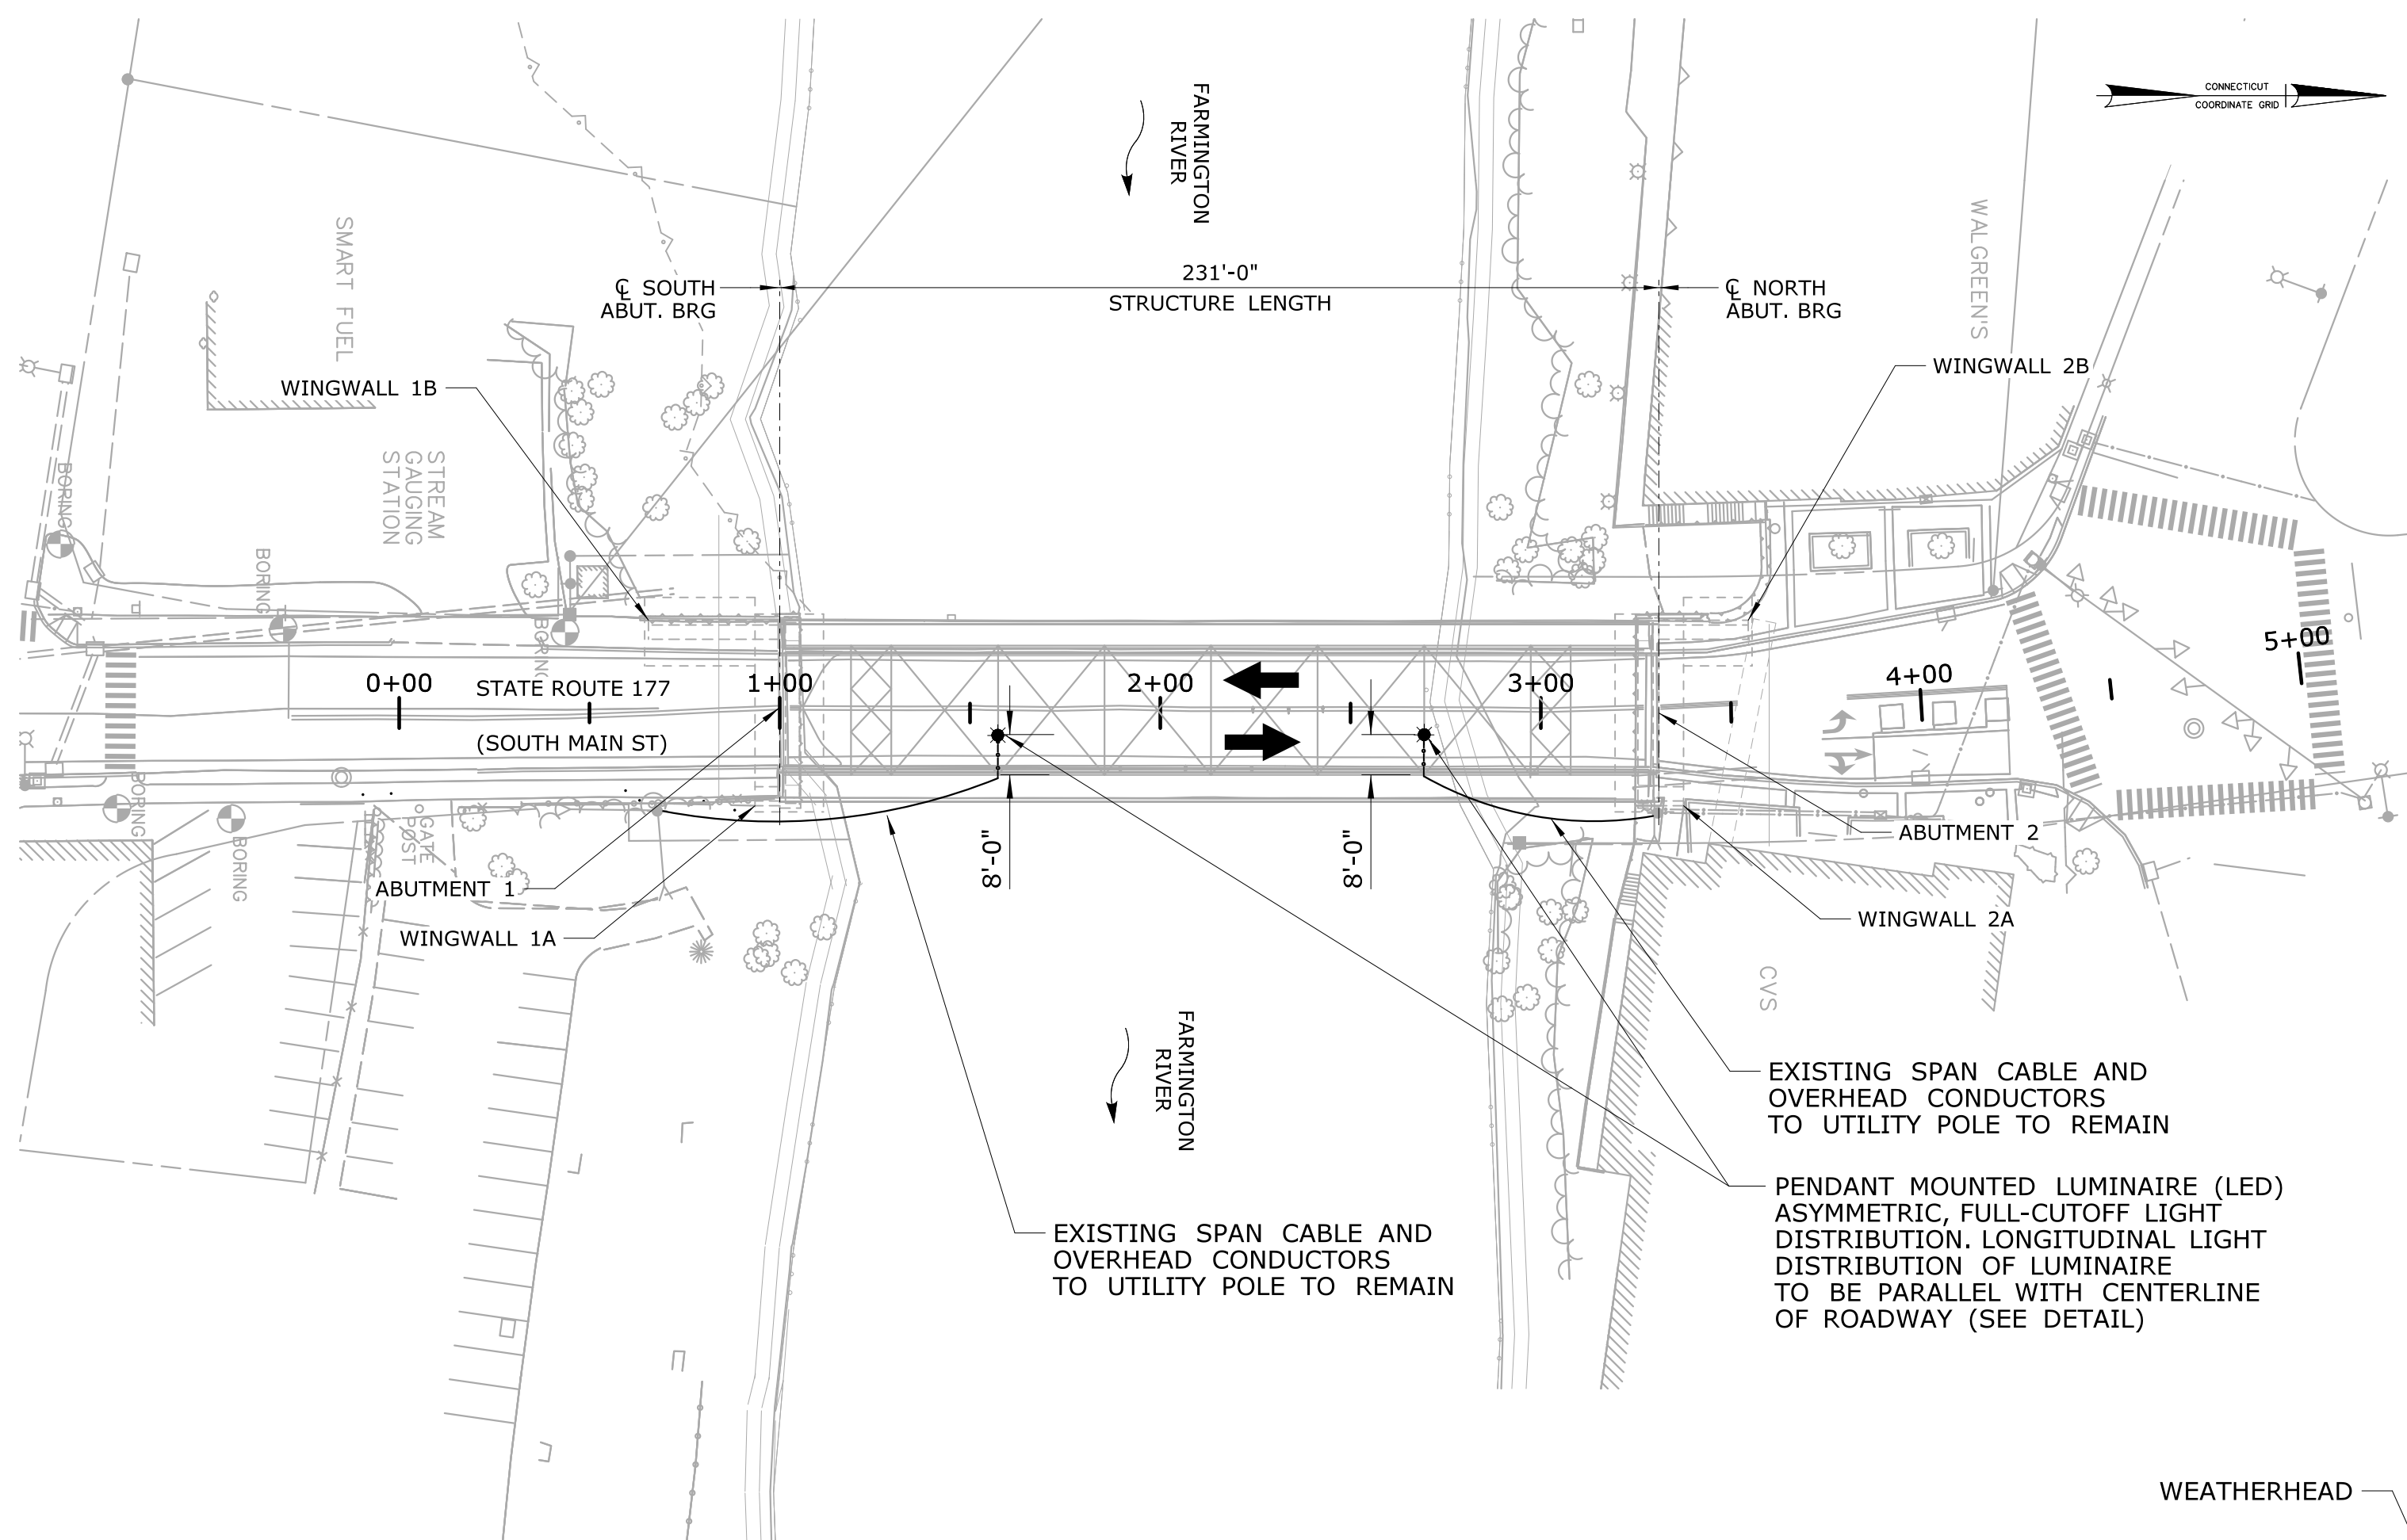 CONNECTICUT
COORDINATE GRID
FARMINGTON
RIVER
SMART FUEL
WALGREEN'S
231'-0"
STRUCTURE LENGTH
℄ SOUTH
ABUT. BRG
℄ NORTH
ABUT. BRG
WINGWALL 1B
WINGWALL 2B
STREAM
GAUGING
STATION
BORING
BORING
BORING
0+00
STATE ROUTE 177
(SOUTH MAIN ST)
1+00
2+00
3+00
4+00
5+00
BORING
BORING
GATE
POST
8'-0"
8'-0"
ABUTMENT 1
WINGWALL 1A
ABUTMENT 2
WINGWALL 2A
CVS
FARMINGTON
RIVER
EXISTING SPAN CABLE AND
OVERHEAD CONDUCTORS
TO UTILITY POLE TO REMAIN
PENDANT MOUNTED LUMINAIRE (LED)
ASYMMETRIC, FULL-CUTOFF LIGHT
DISTRIBUTION. LONGITUDINAL LIGHT
DISTRIBUTION OF LUMINAIRE
TO BE PARALLEL WITH CENTERLINE
OF ROADWAY (SEE DETAIL)
EXISTING SPAN CABLE AND
OVERHEAD CONDUCTORS
TO UTILITY POLE TO REMAIN
WEATHERHEAD